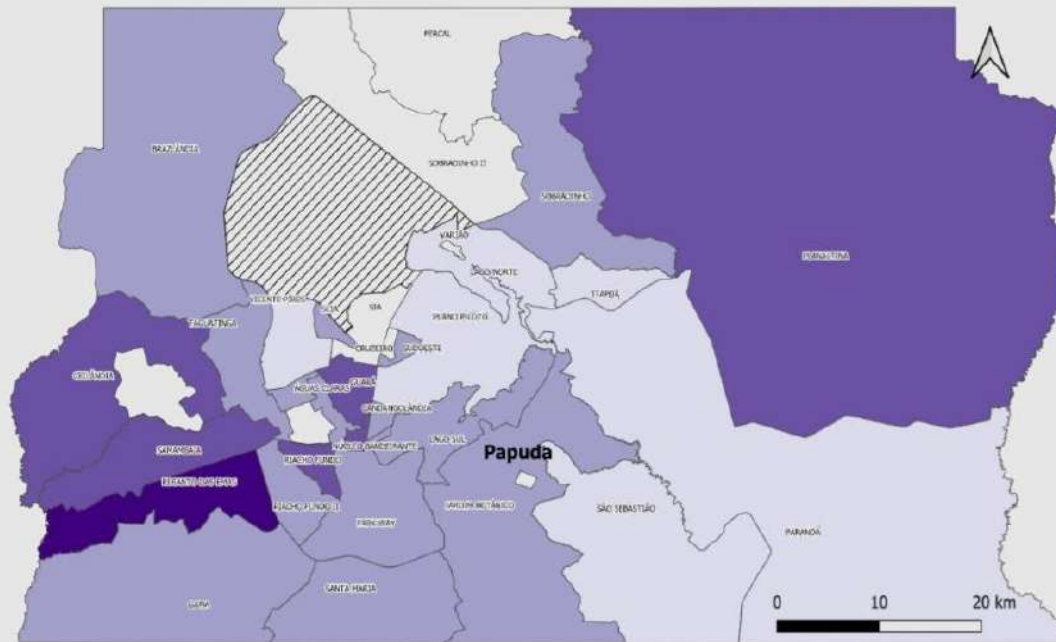 FERCAL
BRAZLÂNDIA
SOBRADINHO II
SOBRADINHO
VARJÃO
PLANALTINA
LAGO NORTE
ITAPOÃ
VICENTE PIRES
SIA
PLANO PILOTO
TAGUATINGA
CRUZEIRO
SUDOESTE
CEILÂNDIA
ÁGUAS CLARAS
GUARÁ
CANDANGOLÂNDIA
NÚCLEO BANDEIRANTE
LAGO SUL
SAMAMBAIA
Papuda
RIACHO FUNDO
RECANTO DAS EMAS
RIACHO FUNDO II
JARDIM BOTÂNICO
SÃO SEBASTIÃO
PARKWAY
PARANOÁ
SANTA MARIA
GAMA
0 10 20 km